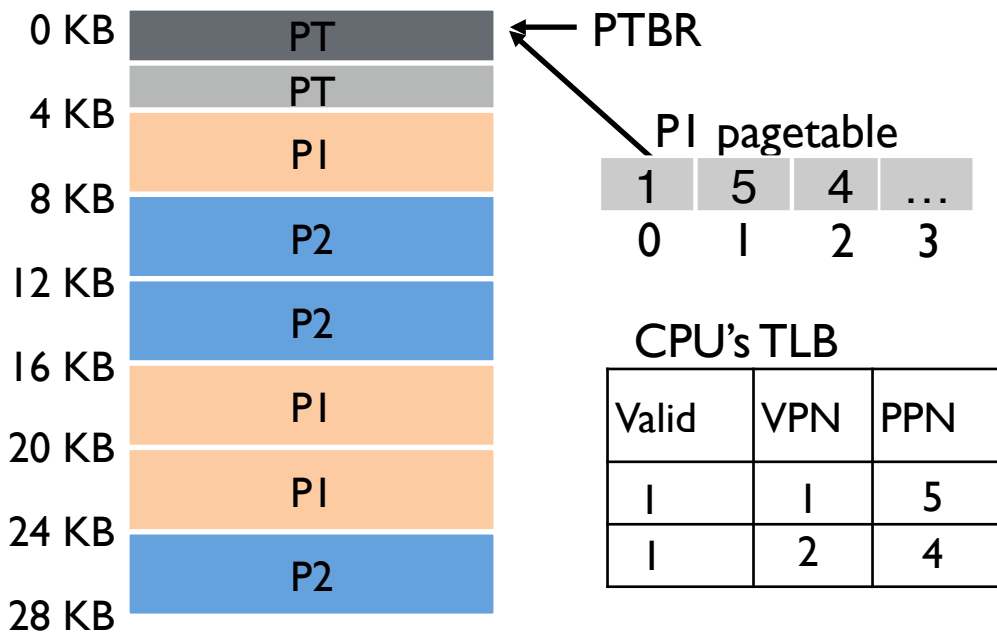 0 KB
PT
PTBR
PT
4 KB
P1 pagetable
P1
1 5 4 ...
8 KB
0 1 2 3
P2
12 KB
P2
CPU's TLB
16 KB
Valid VPN PPN
P1
20 KB
1 1 5
P1
24 KB
1 2 4
P2
28 KB